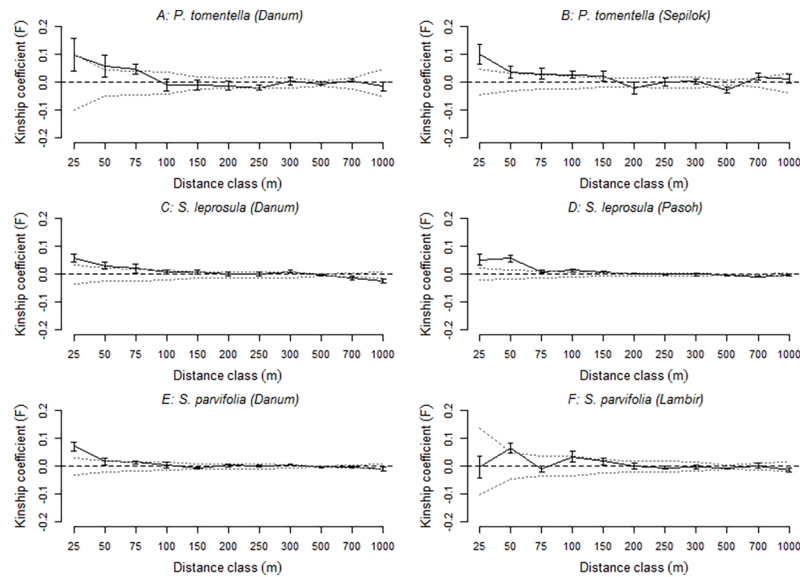 A: P. tomentella (Danum)
Kinship coefficient (F)
0.2
0.1
0.0
-0.1
-0.2
25 50 75 100 150 200 250 300 500 700 1000
Distance class (m)
B: P. tomentella (Sepilok)
Kinship coefficient (F)
0.2
0.1
0.0
-0.1
-0.2
25 50 75 100 150 200 250 300 500 700 1000
Distance class (m)
C: S. leprosula (Danum)
Kinship coefficient (F)
0.2
0.1
0.0
-0.1
-0.2
25 50 75 100 150 200 250 300 500 700 1000
Distance class (m)
D: S. leprosula (Pasoh)
Kinship coefficient (F)
0.2
0.1
0.0
-0.1
-0.2
25 50 75 100 150 200 250 300 500 700 1000
Distance class (m)
E: S. parvifolia (Danum)
Kinship coefficient (F)
0.2
0.1
0.0
-0.1
-0.2
25 50 75 100 150 200 250 300 500 700 1000
Distance class (m)
F: S. parvifolia (Lambir)
Kinship coefficient (F)
0.2
0.1
0.0
-0.1
-0.2
25 50 75 100 150 200 250 300 500 700 1000
Distance class (m)